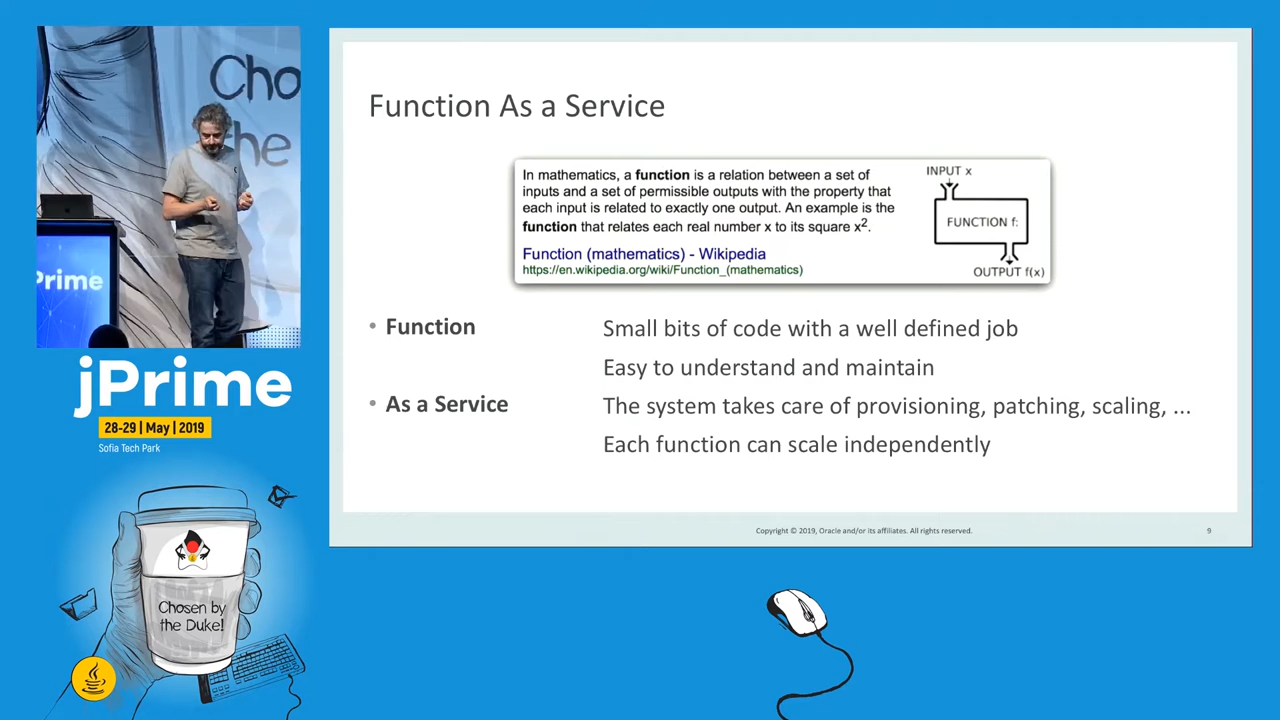 Cho
the
Prime
jPrime
28-29 | May | 2019
Sofia Tech Park
Chosen by
the Duke!
Function As a Service
In mathematics, a function is a relation between a set of
inputs and a set of permissible outputs with the property that
each input is related to exactly one output. An example is the
function that relates each real number x to its square x².
Function (mathematics) - Wikipedia
https://en.wikipedia.org/wiki/Function_(mathematics)
INPUT x
FUNCTION f:
OUTPUT f(x)
• Function Small bits of code with a well defined job
Easy to understand and maintain
• As a Service The system takes care of provisioning, patching, scaling, ...
Each function can scale independently
Copyright © 2019, Oracle and/or its affiliates. All rights reserved. 9